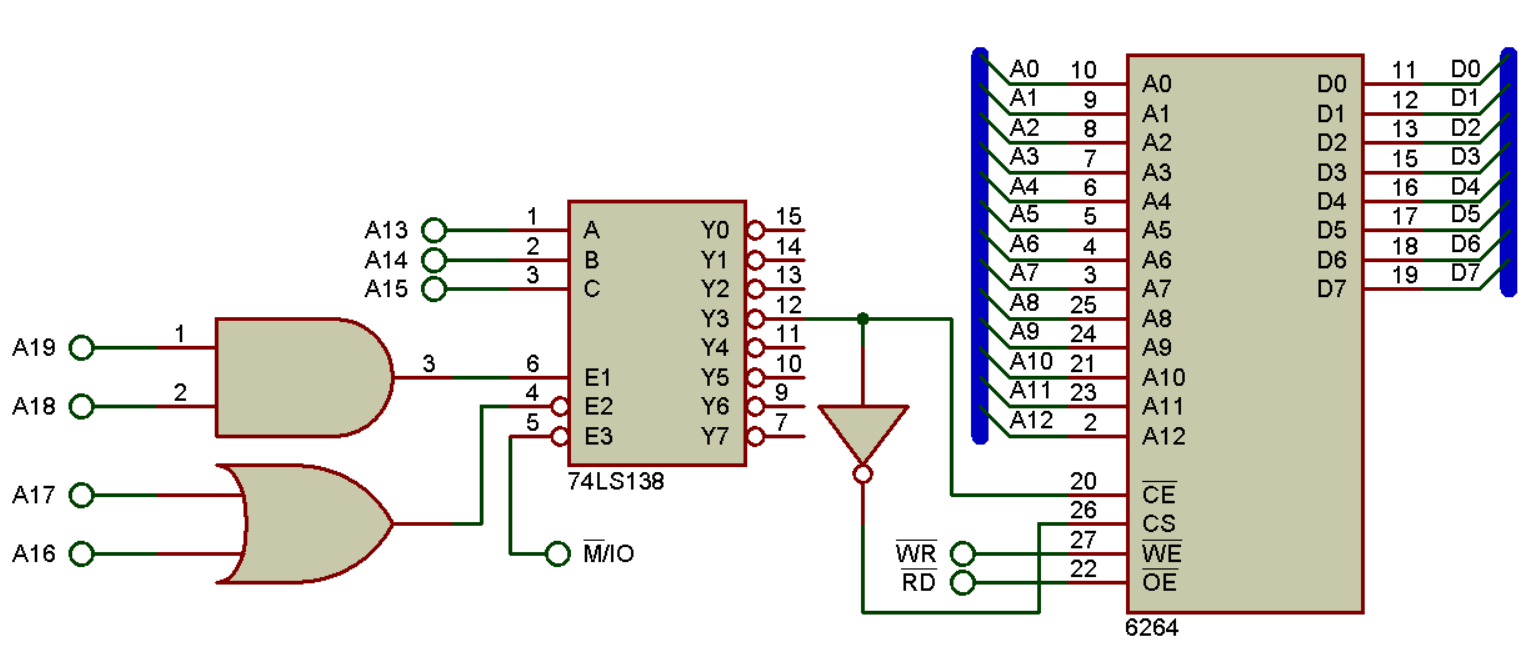 A19 1
A18 2
3
A17
A16
A13 1 A
A14 2 B
A15 3 C
6 E1
4 E2
5 E3
Y0 15
Y1 14
Y2 13
Y3 12
Y4 11
Y5 10
Y6 9
Y7 7
74LS138
M̅/IO
A0 10 A0
A1 9 A1
A2 8 A2
A3 7 A3
A4 6 A4
A5 5 A5
A6 4 A6
A7 3 A7
A8 25 A8
A9 24 A9
A10 21 A10
A11 23 A11
A12 2 A12
20 C̅E̅
26 CS
W̅R̅ 27 W̅E̅
R̅D̅ 22 O̅E̅
D0 11 D0
D1 12 D1
D2 13 D2
D3 15 D3
D4 16 D4
D5 17 D5
D6 18 D6
D7 19 D7
6264